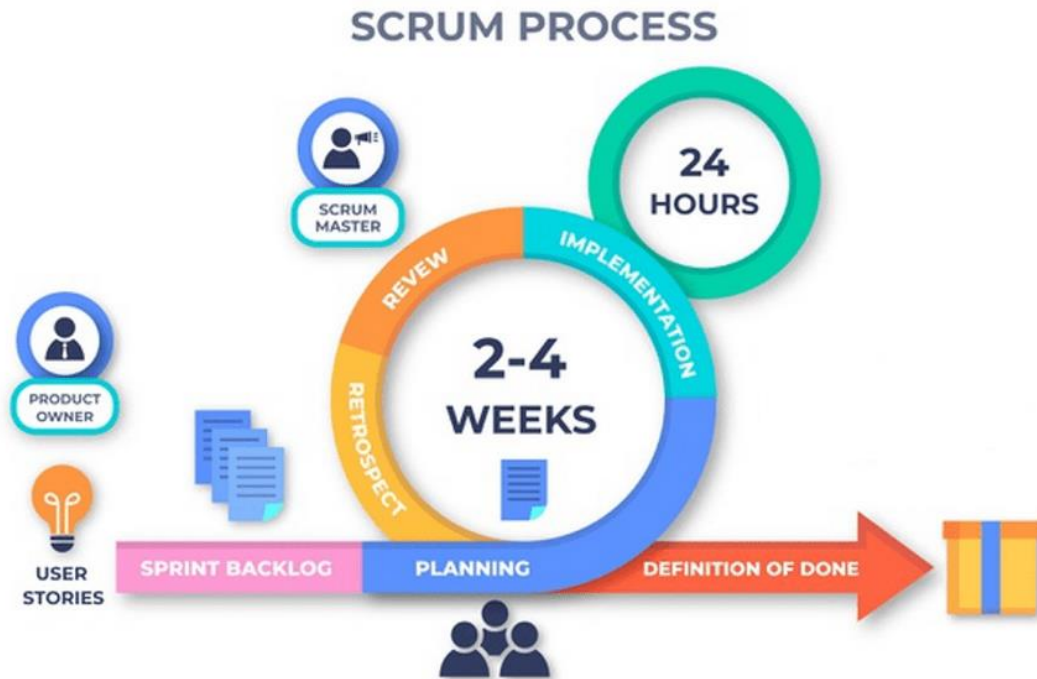 SCRUM PROCESS
SCRUM
MASTER
24
HOURS
REVEW
IMPLEMENTATION
2-4
WEEKS
RETROSPECT
PRODUCT
OWNER
USER
STORIES
SPRINT BACKLOG
PLANNING
DEFINITION OF DONE